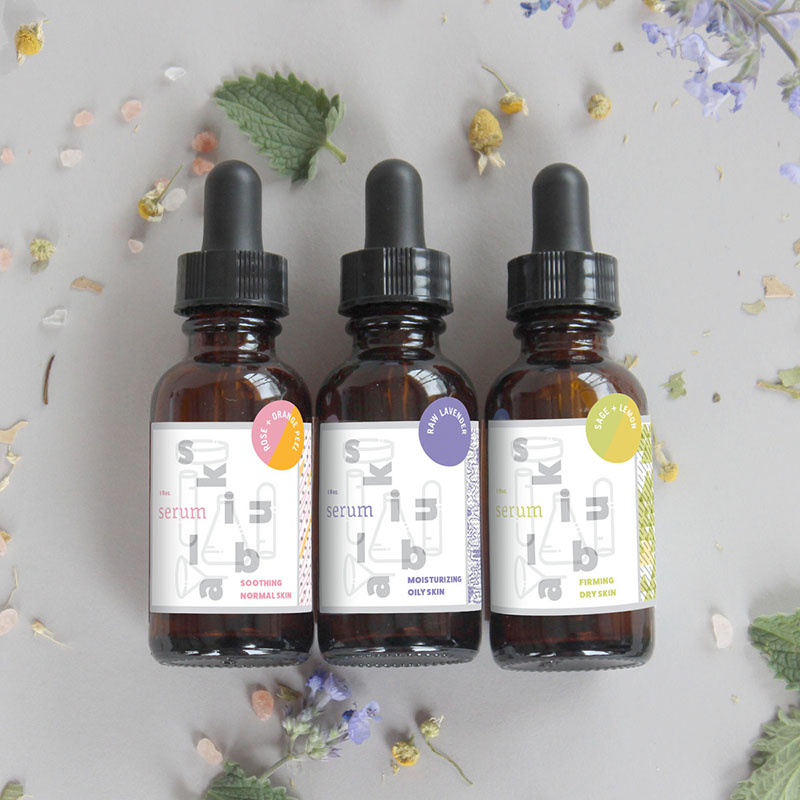 ROSE + ORANGE PEEL
s
k
serum
i u
l
a b
SOOTHING
NORMAL SKIN
RAW LAVENDER
s
k
serum
i u
l
a b
MOISTURIZING
OILY SKIN
SAGE + LEMON
s
k
serum
i u
l
a b
FIRMING
DRY SKIN